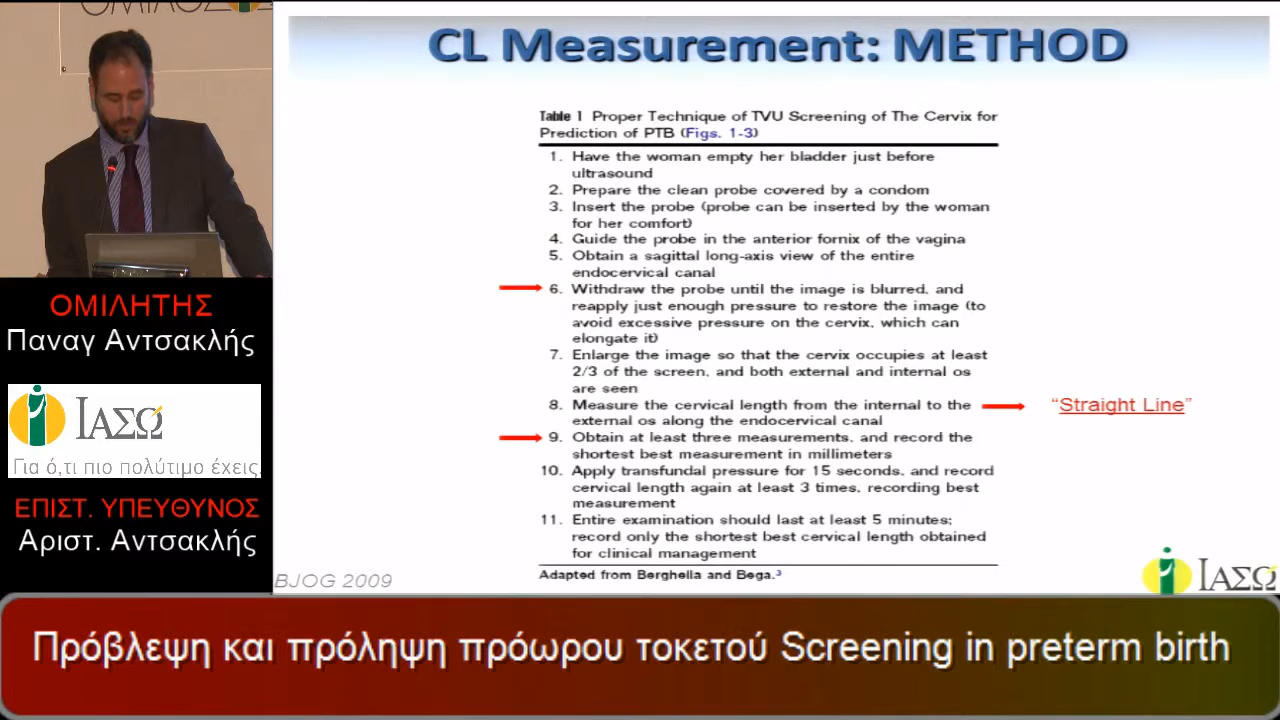 ΟΜΙΛΟΣ
ΟΜΙΛΗΤΗΣ
Παναγ Αντσακλής
ΙΑΣΩ
Για ό,τι πιο πολύτιμο έχεις.
ΕΠΙΣΤ. ΥΠΕΥΘΥΝΟΣ
Αριστ. Αντσακλής
CL Measurement: METHOD
Table 1 Proper Technique of TVU Screening of The Cervix for
Prediction of PTB (Figs. 1-3)
1. Have the woman empty her bladder just before
ultrasound
2. Prepare the clean probe covered by a condom
3. Insert the probe (probe can be inserted by the woman
for her comfort)
4. Guide the probe in the anterior fornix of the vagina
5. Obtain a sagittal long-axis view of the entire
endocervical canal
6. Withdraw the probe until the image is blurred, and
reapply just enough pressure to restore the image (to
avoid excessive pressure on the cervix, which can
elongate it)
7. Enlarge the image so that the cervix occupies at least
2/3 of the screen, and both external and internal os
are seen
8. Measure the cervical length from the internal to the
external os along the endocervical canal
“Straight Line”
9. Obtain at least three measurements, and record the
shortest best measurement in millimeters
10. Apply transfundal pressure for 15 seconds, and record
cervical length again at least 3 times, recording best
measurement
11. Entire examination should last at least 5 minutes;
record only the shortest best cervical length obtained
for clinical management
Adapted from Berghella and Bega.³
BJOG 2009
ΙΑΣΩ
Πρόβλεψη και πρόληψη πρόωρου τοκετού Screening in preterm birth